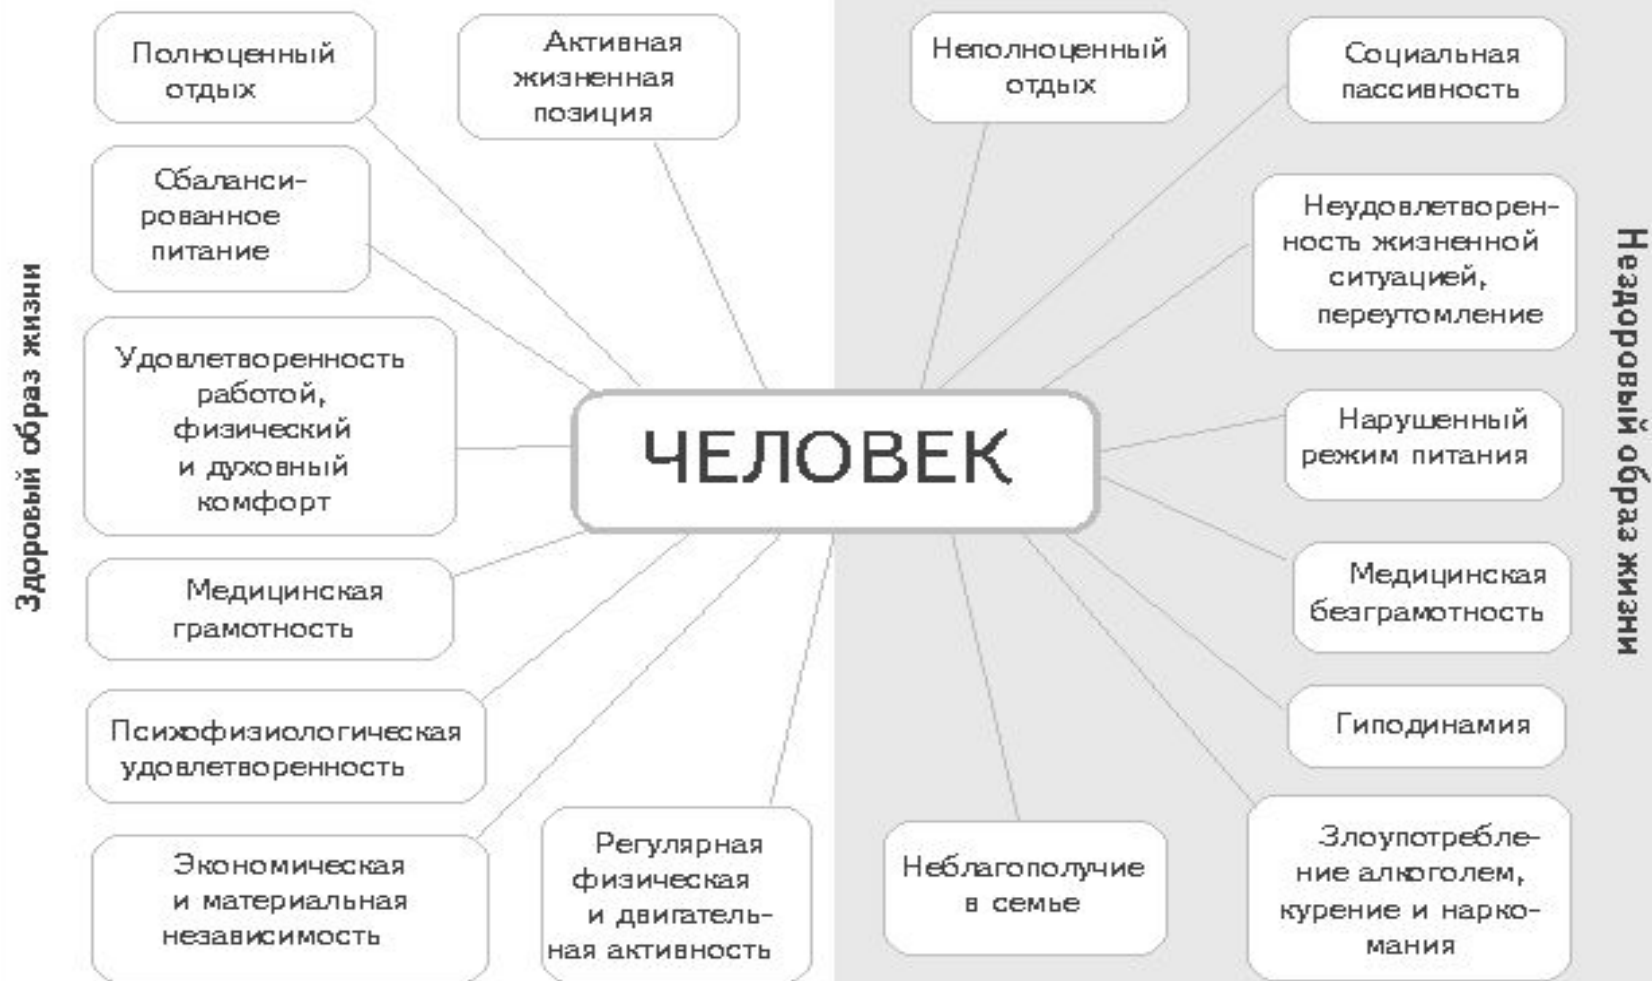 Здоровый образ жизни
Полноценный
отдых
Активная
жизненная
позиция
Сбаланси-
рованное
питание
Удовлетворенность
работой,
физический
и духовный
комфорт
Медицинская
грамотность
Психофизиологическая
удовлетворенность
Экономическая
и материальная
независимость
Регулярная
физическая
и двигатель-
ная активность
ЧЕЛОВЕК
Неполноценный
отдых
Социальная
пассивность
Неудовлетворен-
ность жизненной
ситуацией,
переутомление
Нарушенный
режим питания
Медицинская
безграмотность
Гиподинамия
Злоупотребле-
ние алкоголем,
курение и нарко-
мания
Неблагополучие
в семье
Нездоровый образ жизни